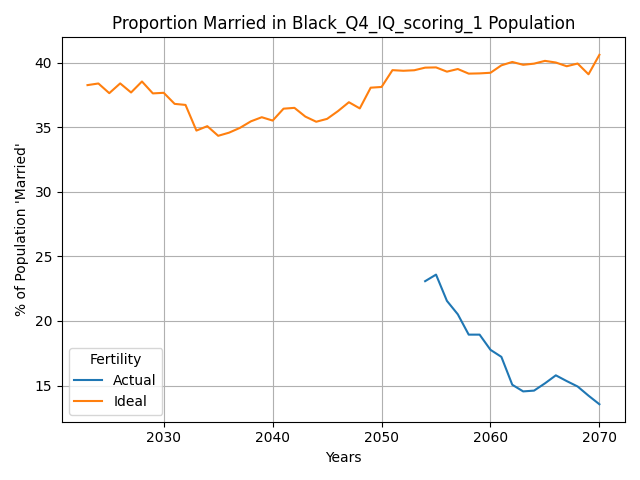 Proportion Married in Black_Q4_IQ_scoring_1 Population
% of Population 'Married'
40
35
30
25
20
15
Fertility
Actual
Ideal
2030 2040 2050 2060 2070
Years